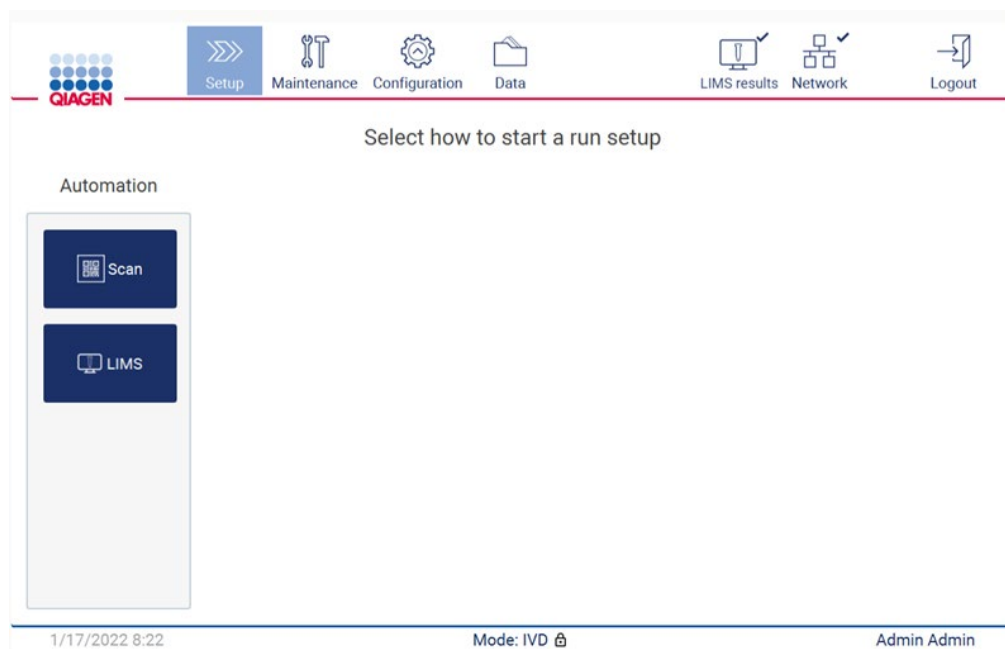 QIAGEN
Setup Maintenance Configuration Data LIMS results Network Logout
Select how to start a run setup
Automation
Scan
LIMS
1/17/2022 8:22 Mode: IVD Admin Admin